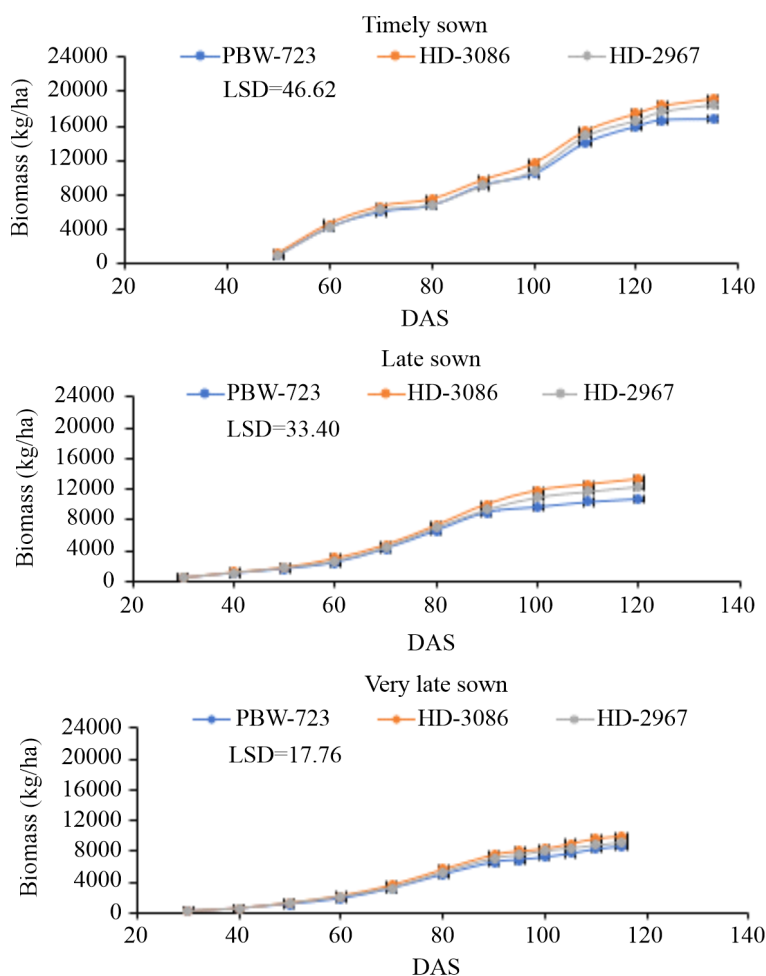 Timely sown
PBW-723 HD-3086 HD-2967
LSD=46.62
Biomass (kg/ha)
24000
20000
16000
12000
8000
4000
0
20 40 60 80 100 120 140
DAS
Late sown
PBW-723 HD-3086 HD-2967
LSD=33.40
Biomass (kg/ha)
24000
20000
16000
12000
8000
4000
0
20 40 60 80 100 120 140
DAS
Very late sown
PBW-723 HD-3086 HD-2967
LSD=17.76
Biomass (kg/ha)
24000
20000
16000
12000
8000
4000
0
20 40 60 80 100 120 140
DAS